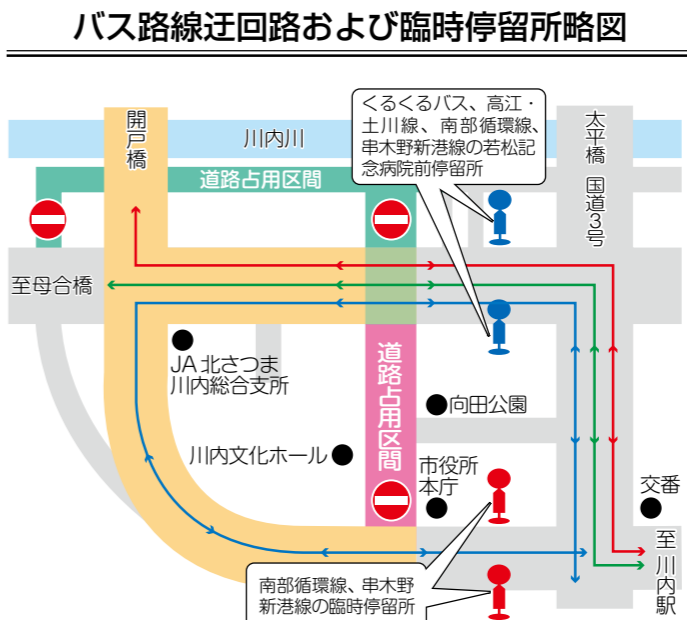 バス路線迂回路および臨時停留所略図
くるくるバス、高江・
土川線、南部循環線、
串木野新港線の若松記
念病院前停留所
開戸橋
川内川
太平橋 国道3号
道路占用区間
至母合橋
JA 北さつま
川内総合支所
道路占用区間
向田公園
川内文化ホール
市役所
本庁
交番
至 川内駅
南部循環線、串木野
新港線の臨時停留所